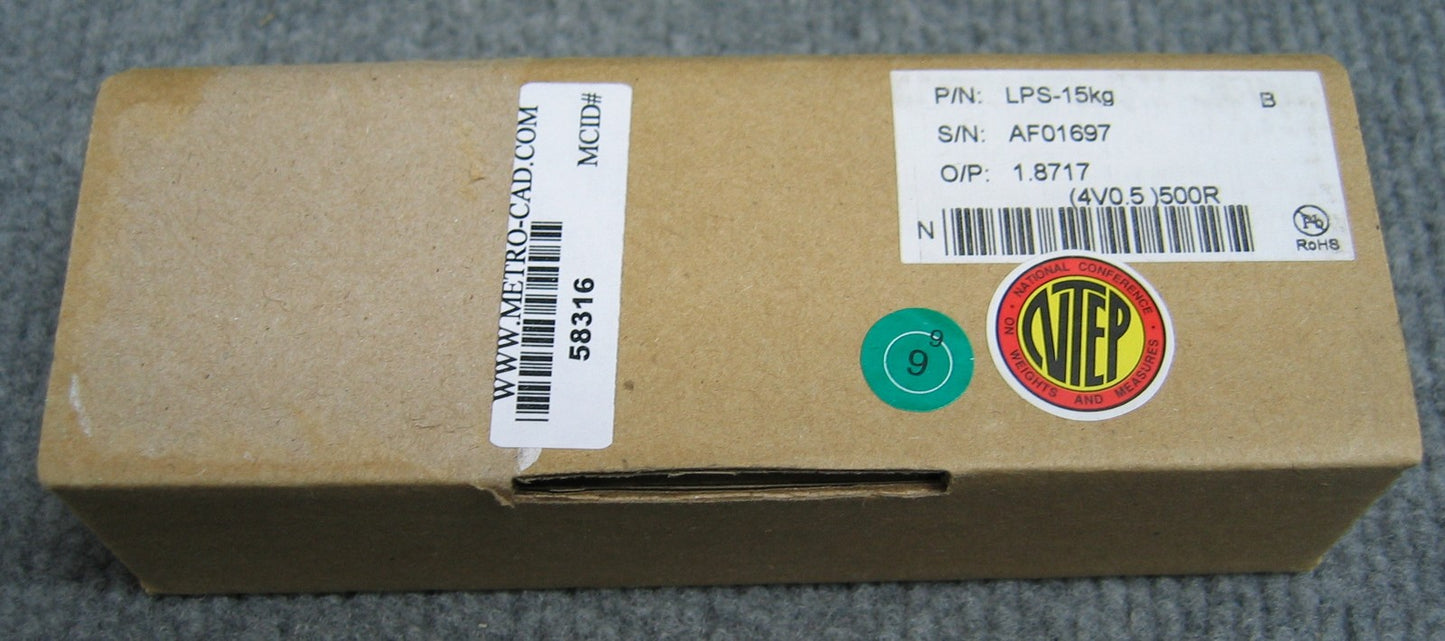 WWW.METRO-CAD.COM
MCID#
58316
P/N: LPS-15kg B
S/N: AF01697
O/P: 1.8717
(4V0.5 )500R
N
Pb
RoHS
9
9
NATIONAL CONFERENCE
ON WEIGHTS AND MEASURES
NTEP